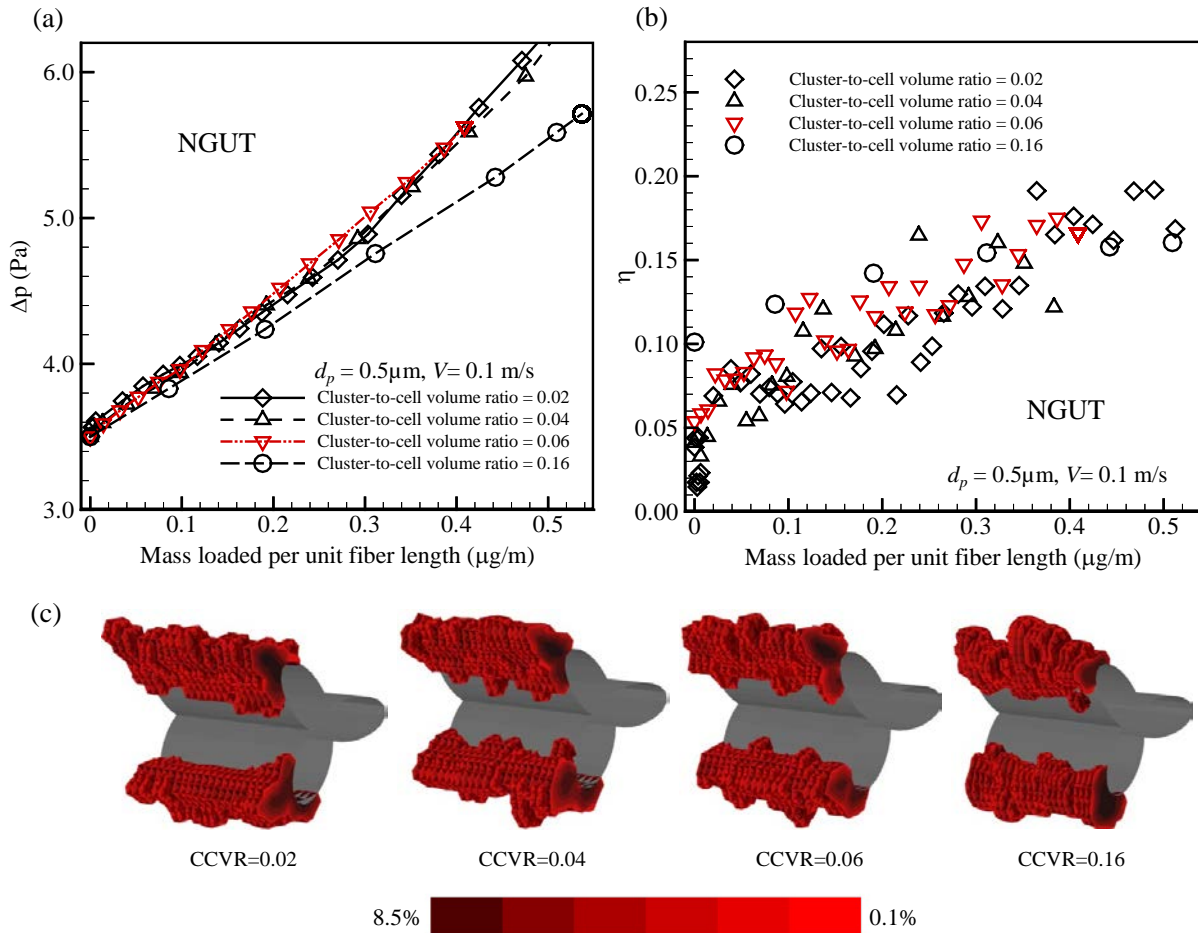 (a)
6.0
5.0
4.0
3.0
Δp (Pa)
NGUT
d_p = 0.5μm, V= 0.1 m/s
Cluster-to-cell volume ratio = 0.02
Cluster-to-cell volume ratio = 0.04
Cluster-to-cell volume ratio = 0.06
Cluster-to-cell volume ratio = 0.16
0 0.1 0.2 0.3 0.4 0.5
Mass loaded per unit fiber length (μg/m)
(b)
0.25
0.20
0.15
0.10
0.05
0.00
η
Cluster-to-cell volume ratio = 0.02
Cluster-to-cell volume ratio = 0.04
Cluster-to-cell volume ratio = 0.06
Cluster-to-cell volume ratio = 0.16
NGUT
d_p = 0.5μm, V= 0.1 m/s
0 0.1 0.2 0.3 0.4 0.5
Mass loaded per unit fiber length (μg/m)
(c)
CCVR=0.02 CCVR=0.04 CCVR=0.06 CCVR=0.16
8.5% 0.1%